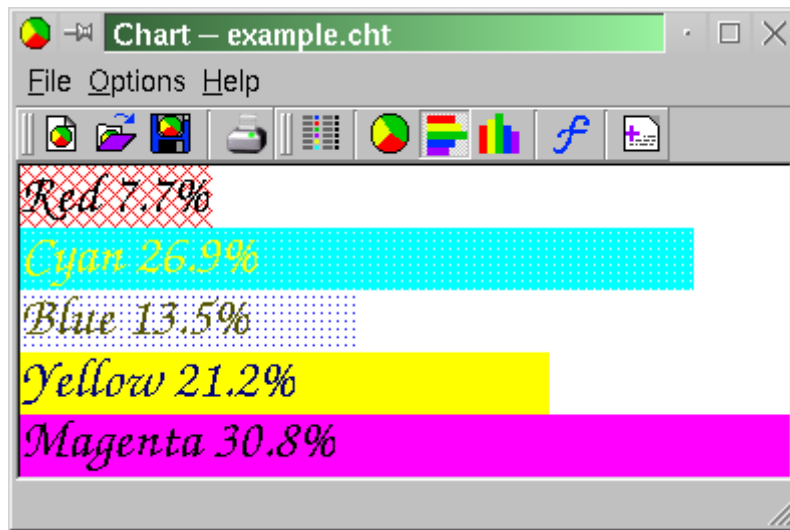 Chart – example.cht
File Options Help
Red 7.7%
Cyan 26.9%
Blue 13.5%
Yellow 21.2%
Magenta 30.8%